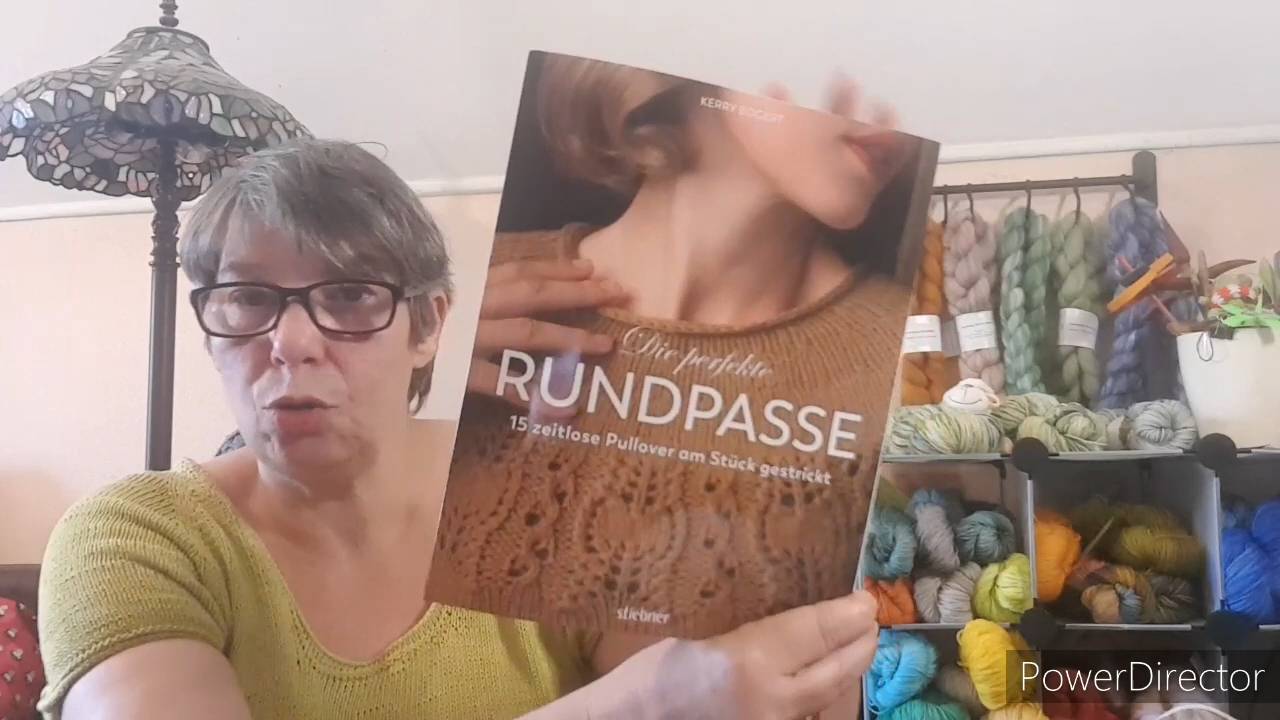 KERRY BOGERT
Die perfekte
RUNDPASSE
15 zeitlose Pullover am Stück gestrickt
stiebner
PowerDirector